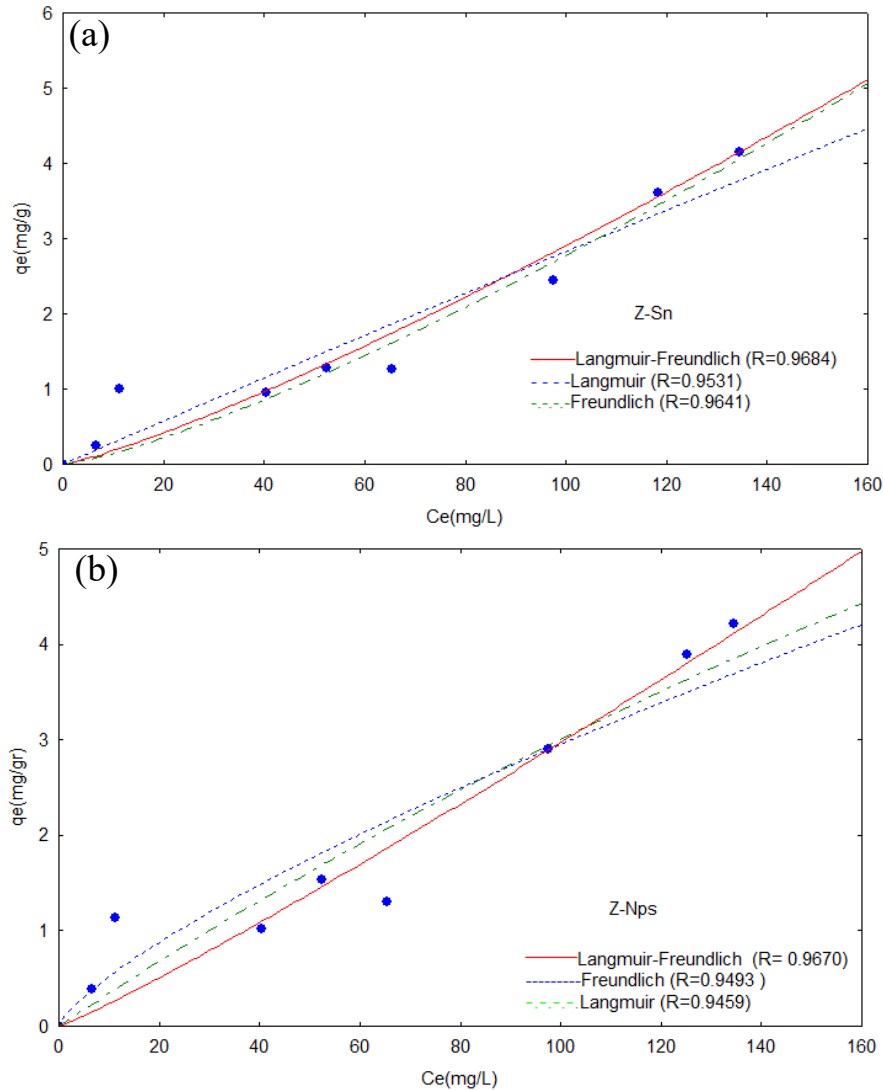 (a)
6
5
4
3
2
1
0
qe(mg/g)
Z-Sn
Langmuir-Freundlich (R=0.9684)
Langmuir (R=0.9531)
Freundlich (R=0.9641)
0 20 40 60 80 100 120 140 160
Ce(mg/L)
(b)
5
4
3
2
1
0
qe(mg/gr)
Z-Nps
Langmuir-Freundlich (R= 0.9670)
Freundlich (R=0.9493 )
Langmuir (R=0.9459)
0 20 40 60 80 100 120 140 160
Ce(mg/L)